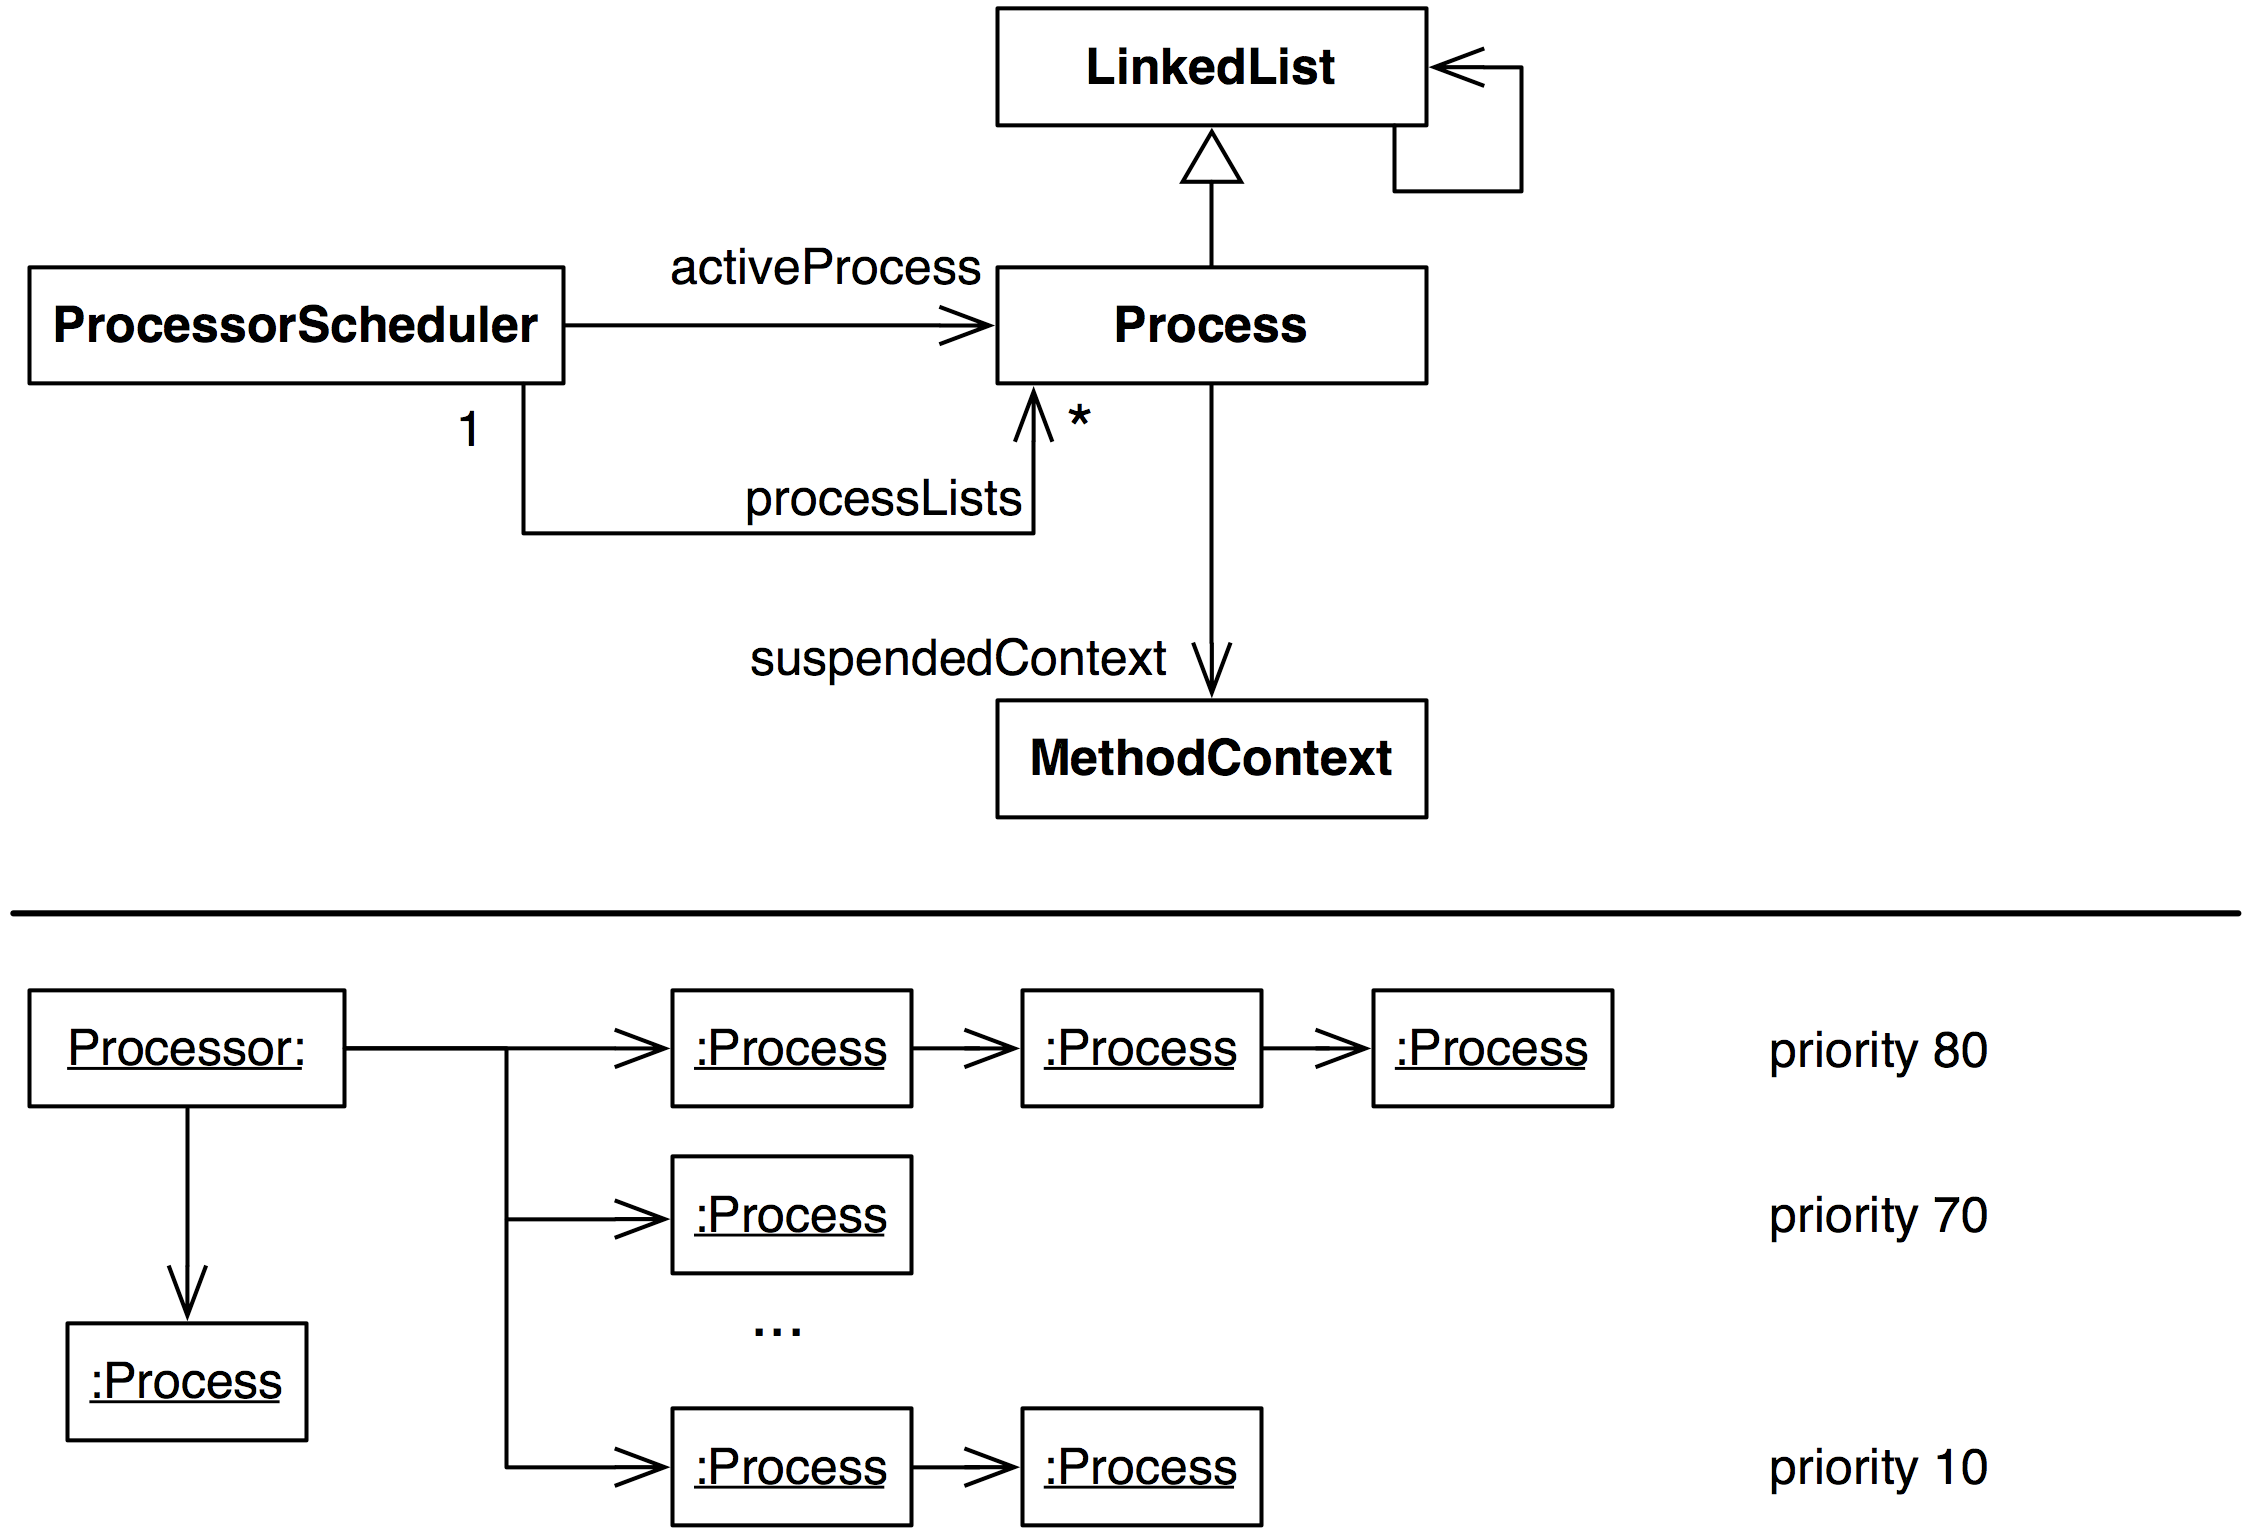 LinkedList
activeProcess
ProcessorScheduler
Process
1
*
processLists
suspendedContext
MethodContext
Processor:
:Process
:Process
:Process
priority 80
:Process
priority 70
...
:Process
:Process
:Process
priority 10